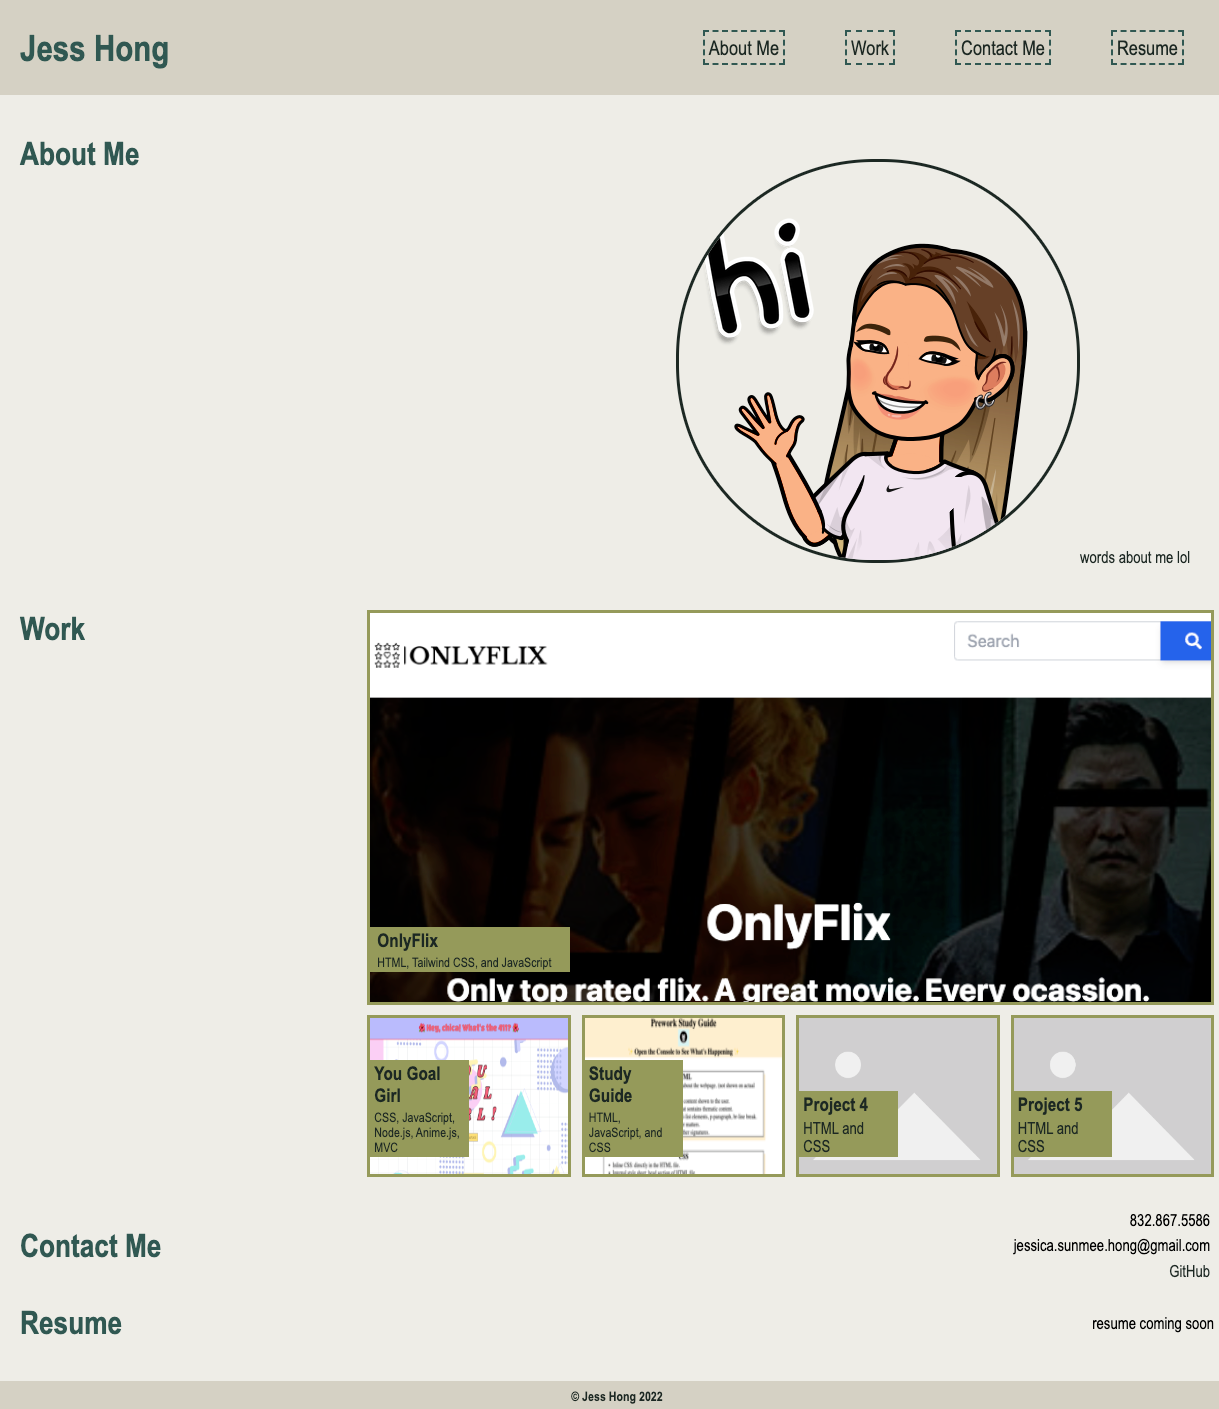 Jess Hong
About Me
Work
Contact Me
Resume
About Me
hi
words about me lol
Work
ONLYFLIX
Search
OnlyFlix
Only top rated flix. A great movie. Every ocassion.
OnlyFlix
HTML, Tailwind CSS, and JavaScript
Hey, chica! What's the 411?
You Goal
Girl
CSS, JavaScript,
Node.js, Anime.js,
MVC
Prework Study Guide
Open the Console to See What's Happening
Study
Guide
HTML,
JavaScript, and
CSS
CSS
Project 4
HTML and
CSS
Project 5
HTML and
CSS
Contact Me
832.867.5586
jessica.sunmee.hong@gmail.com
GitHub
Resume
resume coming soon
© Jess Hong 2022